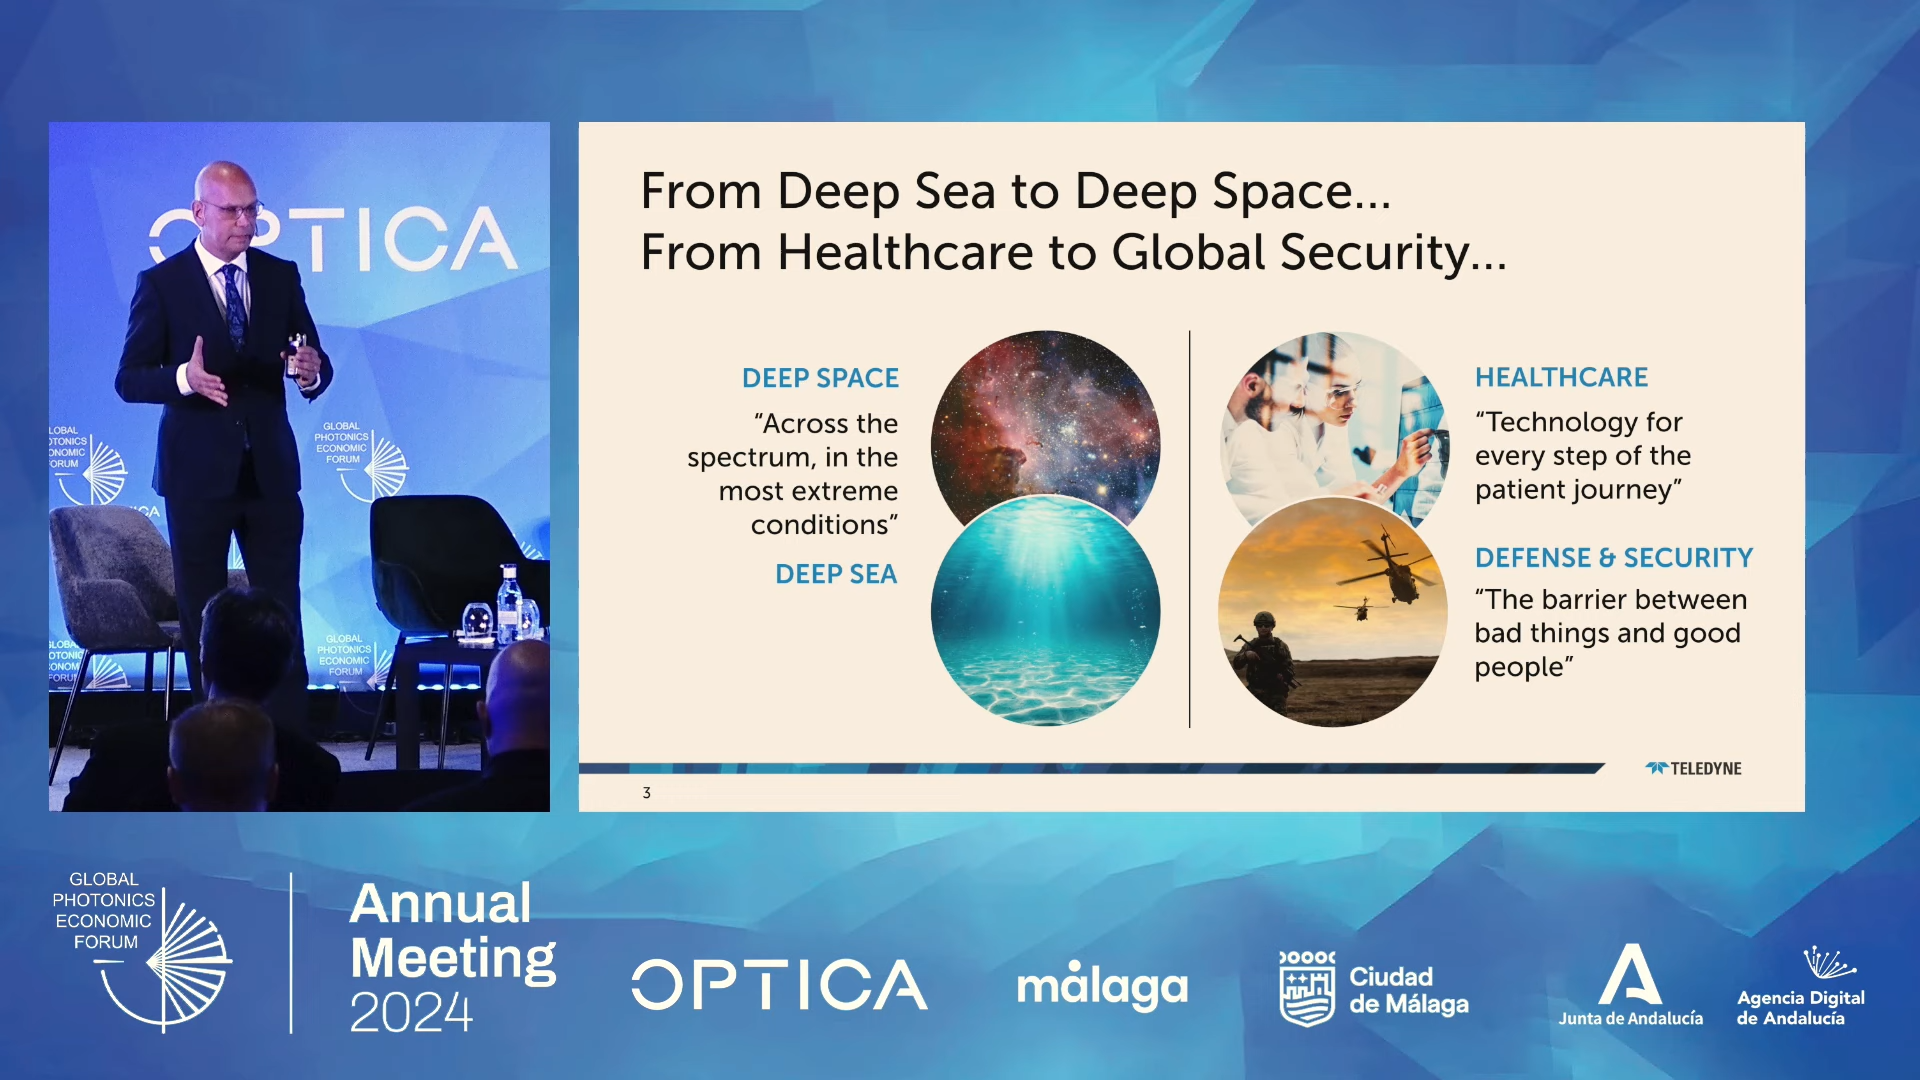 OPTICA
GLOBAL
PHOTONICS
ECONOMIC
FORUM
GLOBAL
PHOTONICS
ECONOMIC
FORUM
From Deep Sea to Deep Space...
From Healthcare to Global Security...
DEEP SPACE
“Across the
spectrum, in the
most extreme
conditions”
DEEP SEA
HEALTHCARE
“Technology for
every step of the
patient journey”
DEFENSE & SECURITY
“The barrier between
bad things and good
people”
TELEDYNE
3
GLOBAL
PHOTONICS
ECONOMIC
FORUM
Annual
Meeting
2024
OPTICA
málaga
Ciudad
de Málaga
Junta de Andalucía
Agencia Digital
de Andalucía